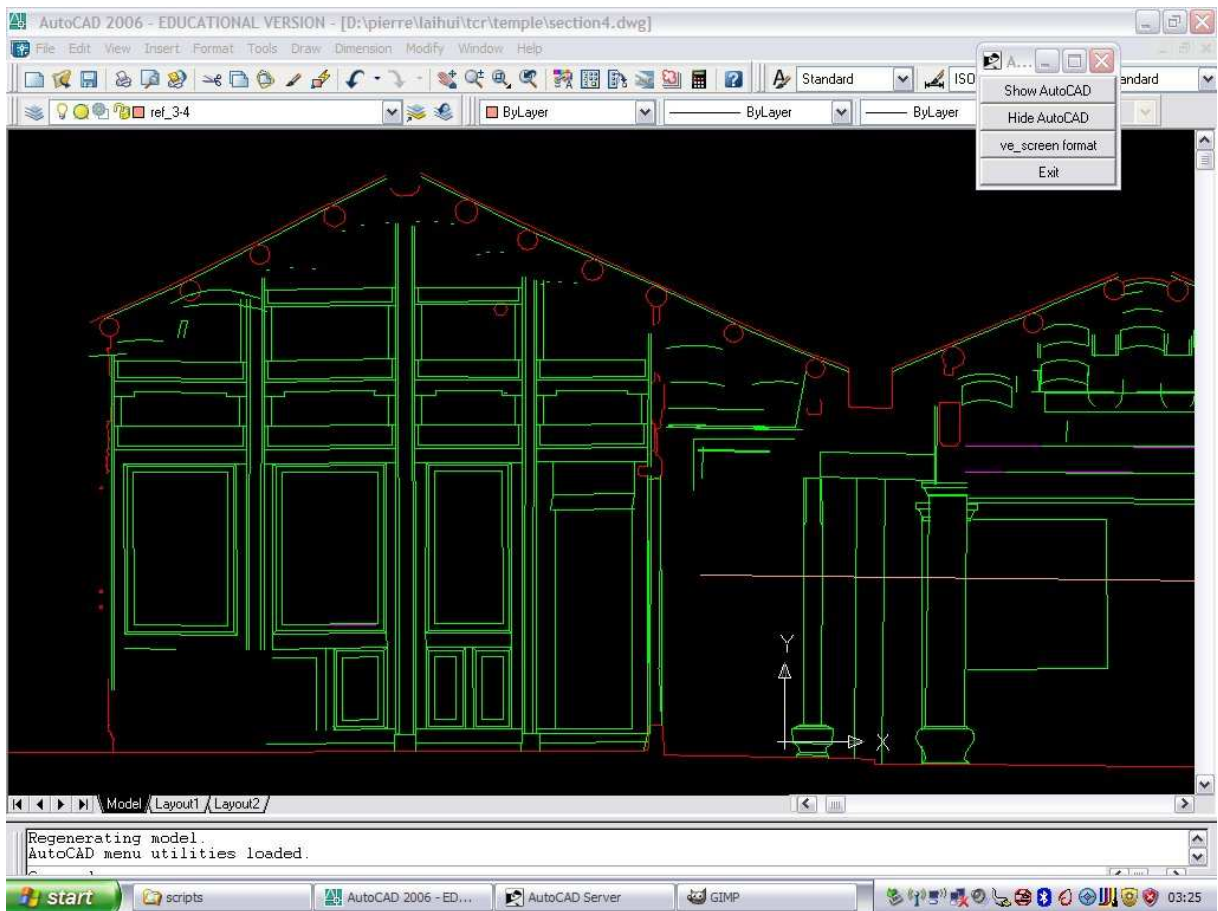 AutoCAD 2006 - EDUCATIONAL VERSION - [D:\pierre\laihui\tcr\temple\section4.dwg]
File Edit View Insert Format Tools Draw Dimension Modify Window Help
A...
Standard ISO andard
Show AutoCAD
ref_3-4 ByLayer ByLayer ByLayer
Hide AutoCAD
ve_screen format
Exit
Y
X
Model Layout1 Layout2
Regenerating model.
AutoCAD menu utilities loaded.
start scripts AutoCAD 2006 - ED... AutoCAD Server GIMP 03:25